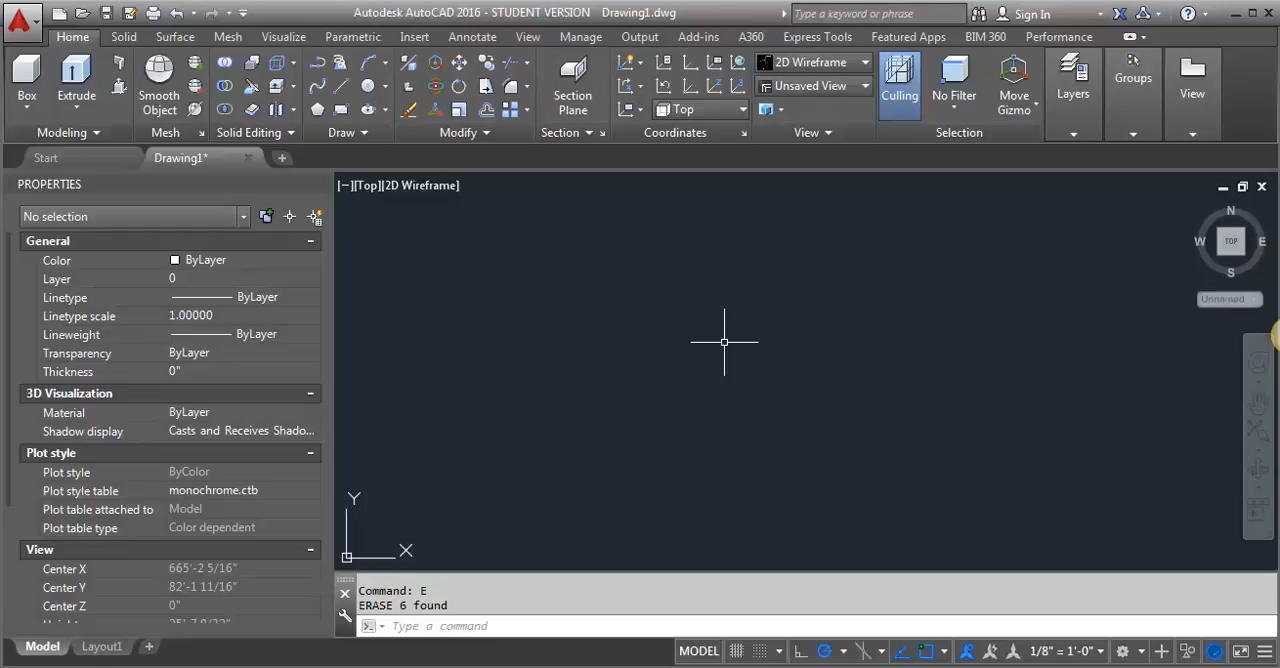 Autodesk AutoCAD 2016 - STUDENT VERSION Drawing1.dwg
Type a keyword or phrase
Sign In
Home Solid Surface Mesh Visualize Parametric Insert Annotate View Manage Output Add-ins A360 Express Tools Featured Apps BIM 360 Performance
2D Wireframe
Unsaved View
Top
Box
Extrude
Smooth
Object
Section
Plane
Culling
No Filter
Move
Gizmo
Layers
Groups
View
Modeling
Mesh
Solid Editing
Draw
Modify
Section
Coordinates
View
Selection
Start
Drawing1*
PROPERTIES
[−][Top][2D Wireframe]
No selection
General
Color ByLayer
Layer 0
Linetype ByLayer
Linetype scale 1.00000
Lineweight ByLayer
Transparency ByLayer
Thickness 0"
3D Visualization
Material ByLayer
Shadow display Casts and Receives Shado...
Plot style
Plot style ByColor
Plot style table monochrome.ctb
Plot table attached to Model
Plot table type Color dependent
View
Center X 665'-2 5/16"
Center Y 82'-1 11/16"
Center Z 0"
N
W TOP E
S
Unnamed
Y
X
Command: E
ERASE 6 found
Type a command
Model
Layout1
MODEL
1/8" = 1'-0"